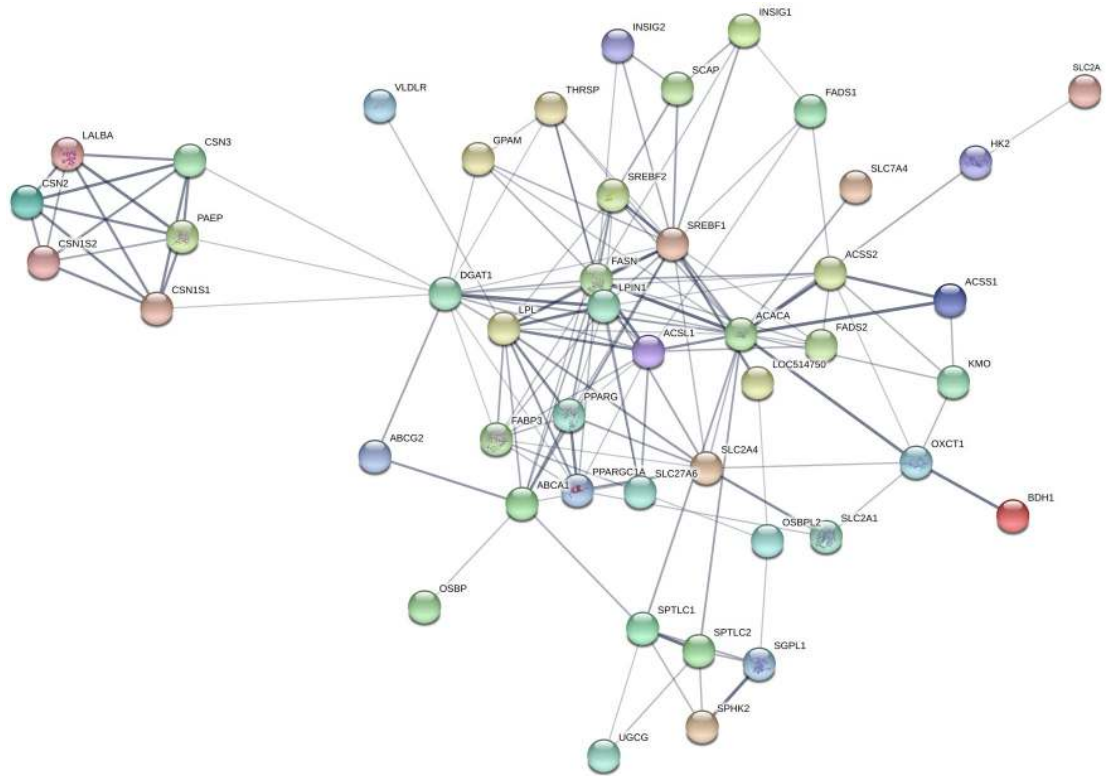 INSIG1
INSIG2
SCAP
SLC2A
VLDLR
THRSP
FADS1
LALBA
CSN3
GPAM
HK2
CSN2
SREBF2
SLC7A4
PAEP
SREBF1
CSN1S2
FASN
ACSS2
DGAT1
LPIN1
ACSS1
CSN1S1
LPL
ACACA
ACSL1
FADS2
LOC514750
KMO
PPARG
FABP3
ABCG2
SLC2A4
OXCT1
ABCA1
PPARGC1A
SLC27A6
BDH1
OSBPL2
SLC2A1
OSBP
SPTLC1
SPTLC2
SGPL1
SPHK2
UGCG